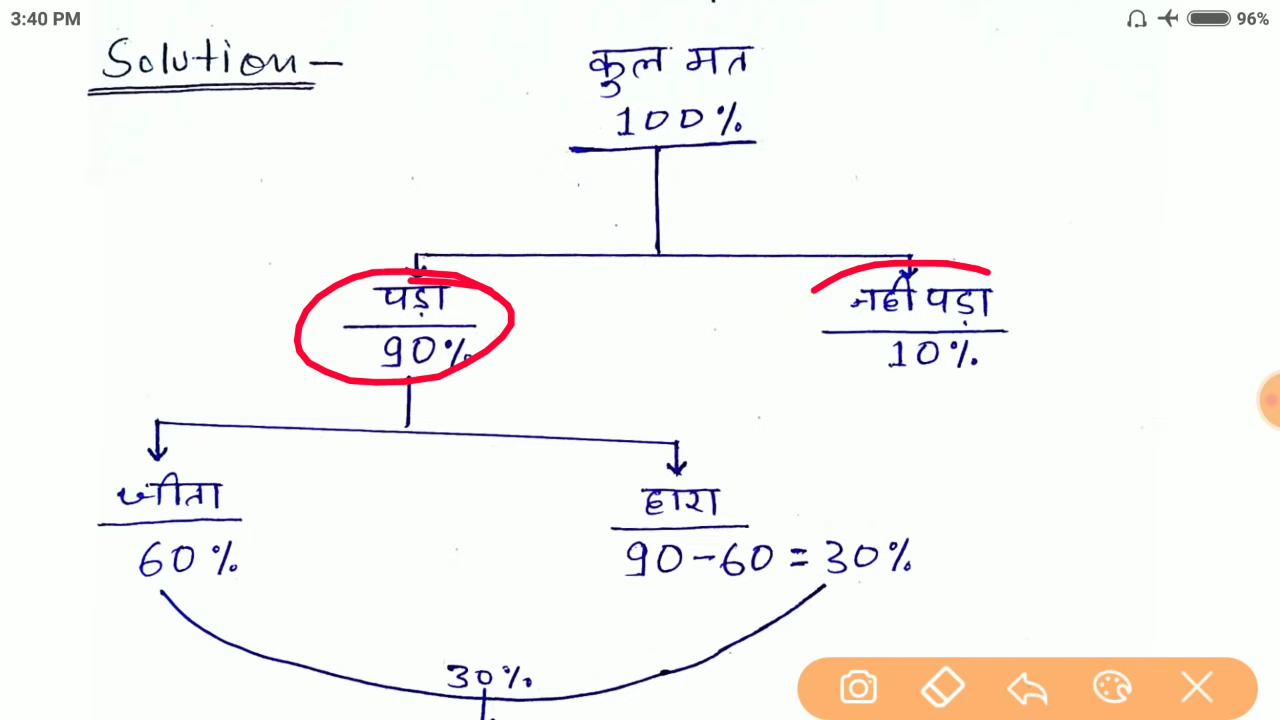 3:40 PM
96%
Solution—
कुल मत
100%
पड़ा
90%
नहीं पड़ा
10%
जीता
60%
हारा
90-60=30%
30%